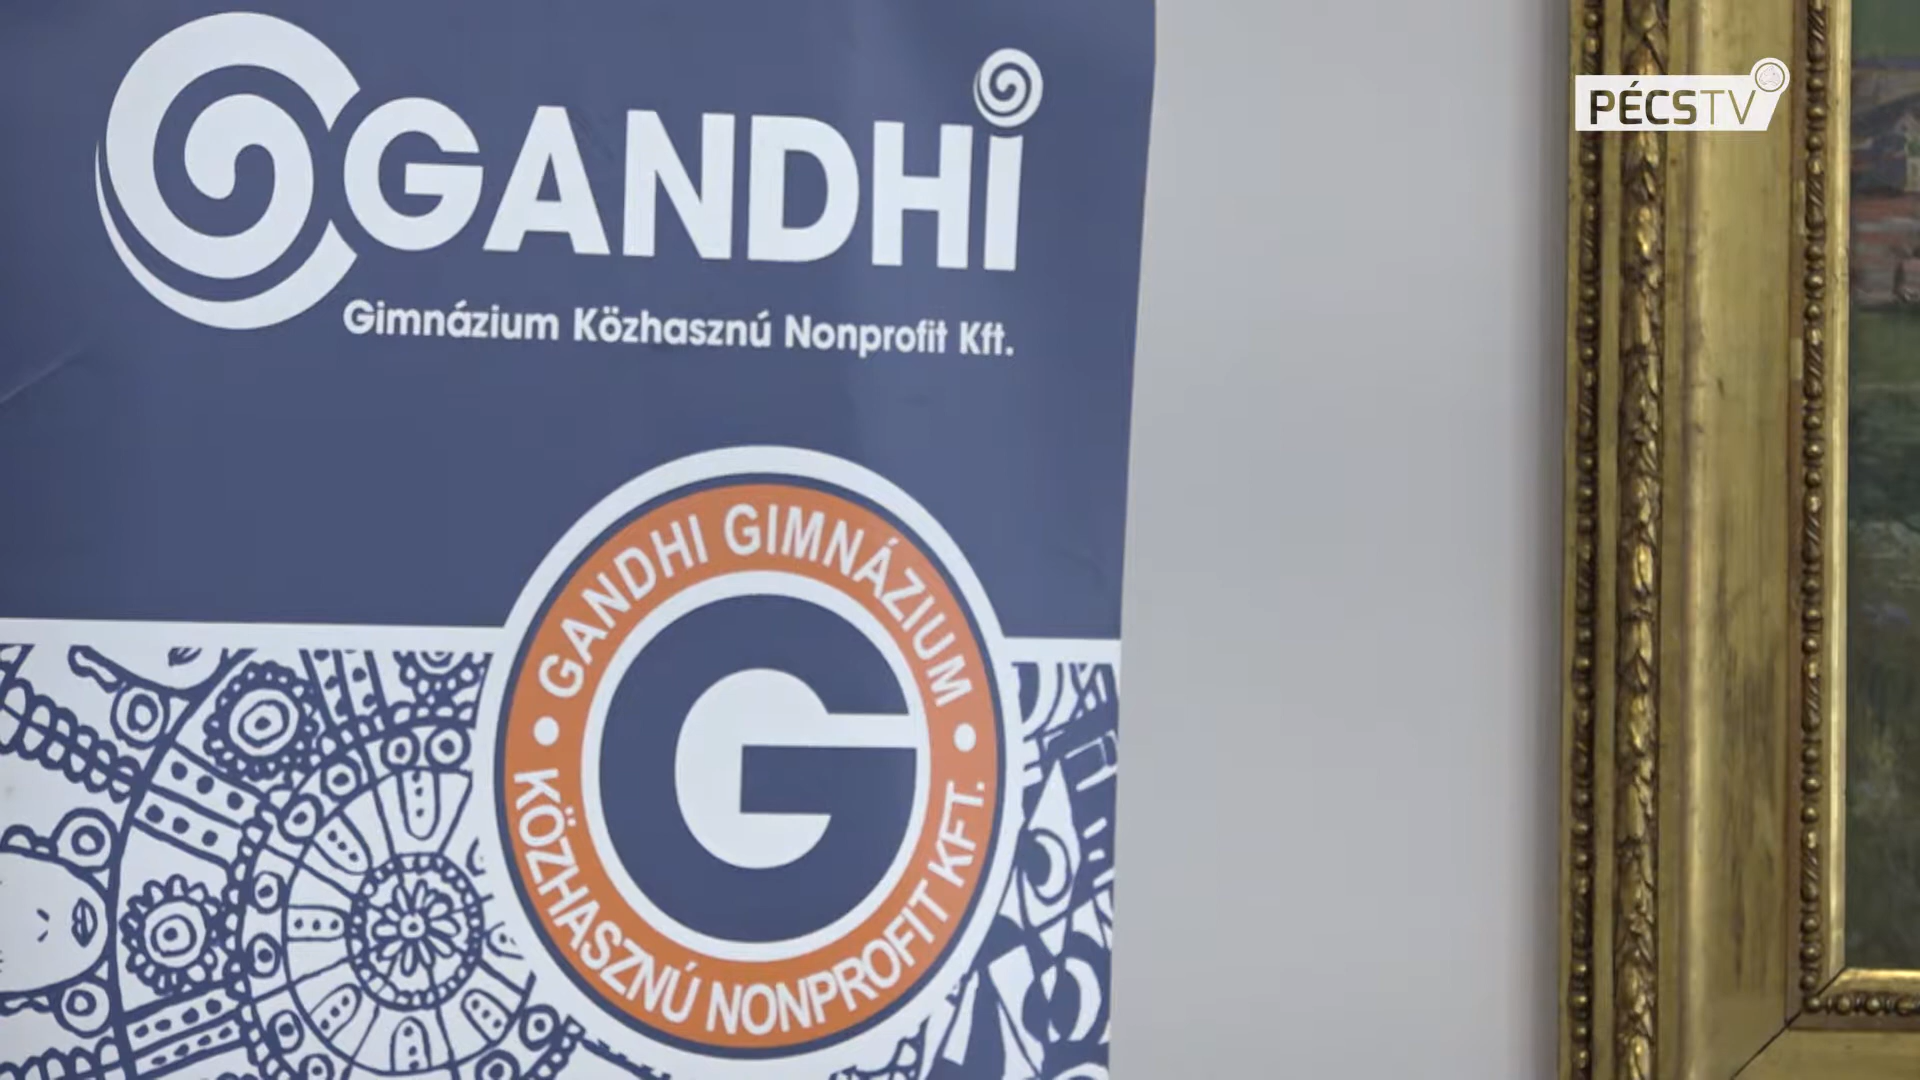 GANDHI
Gimnázium Közhasznú Nonprofit Kft.
GANDHI GIMNÁZIUM
G
KÖZHASZNÚ NONPROFIT KFT.
PÉCSTV